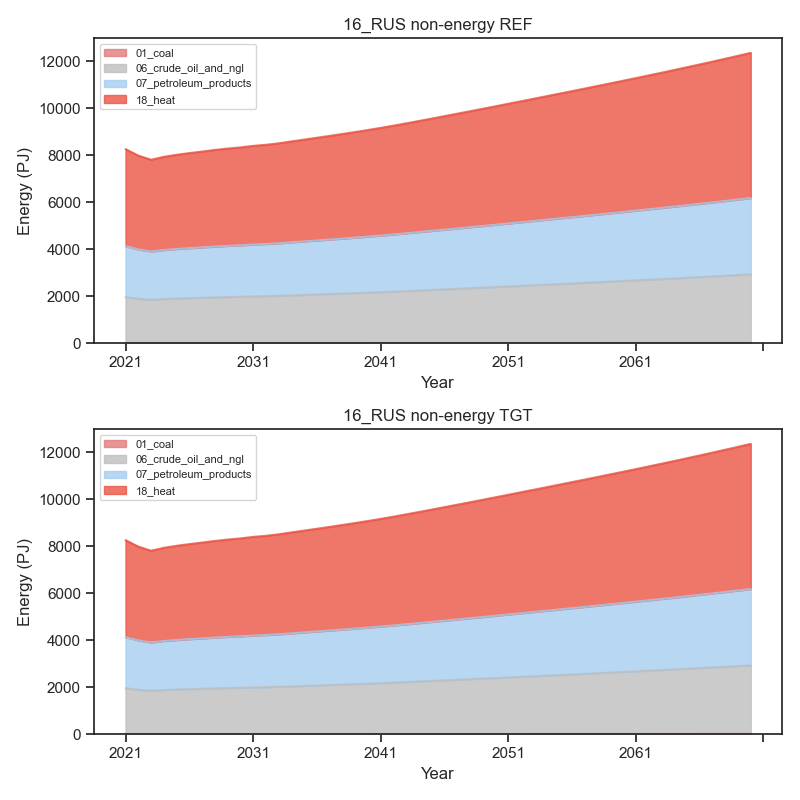 16_RUS non-energy REF
01_coal
06_crude_oil_and_ngl
07_petroleum_products
18_heat
12000
10000
8000
6000
4000
2000
0
Energy (PJ)
2021 2031 2041 2051 2061
Year
16_RUS non-energy TGT
01_coal
06_crude_oil_and_ngl
07_petroleum_products
18_heat
12000
10000
8000
6000
4000
2000
0
Energy (PJ)
2021 2031 2041 2051 2061
Year